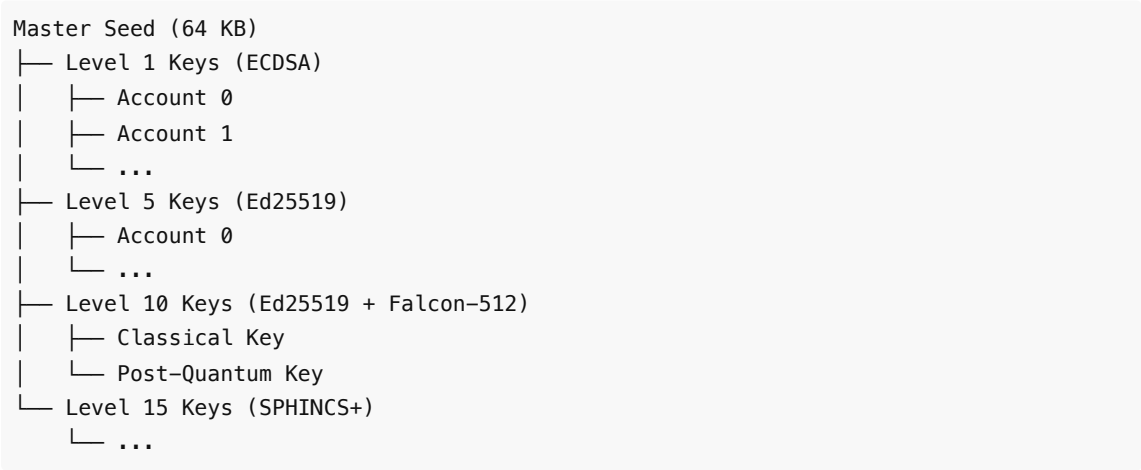 Master Seed (64 KB)
├── Level 1 Keys (ECDSA)
│   ├── Account 0
│   ├── Account 1
│   └── ...
├── Level 5 Keys (Ed25519)
│   ├── Account 0
│   └── ...
├── Level 10 Keys (Ed25519 + Falcon-512)
│   ├── Classical Key
│   └── Post-Quantum Key
└── Level 15 Keys (SPHINCS+)
    └── ...